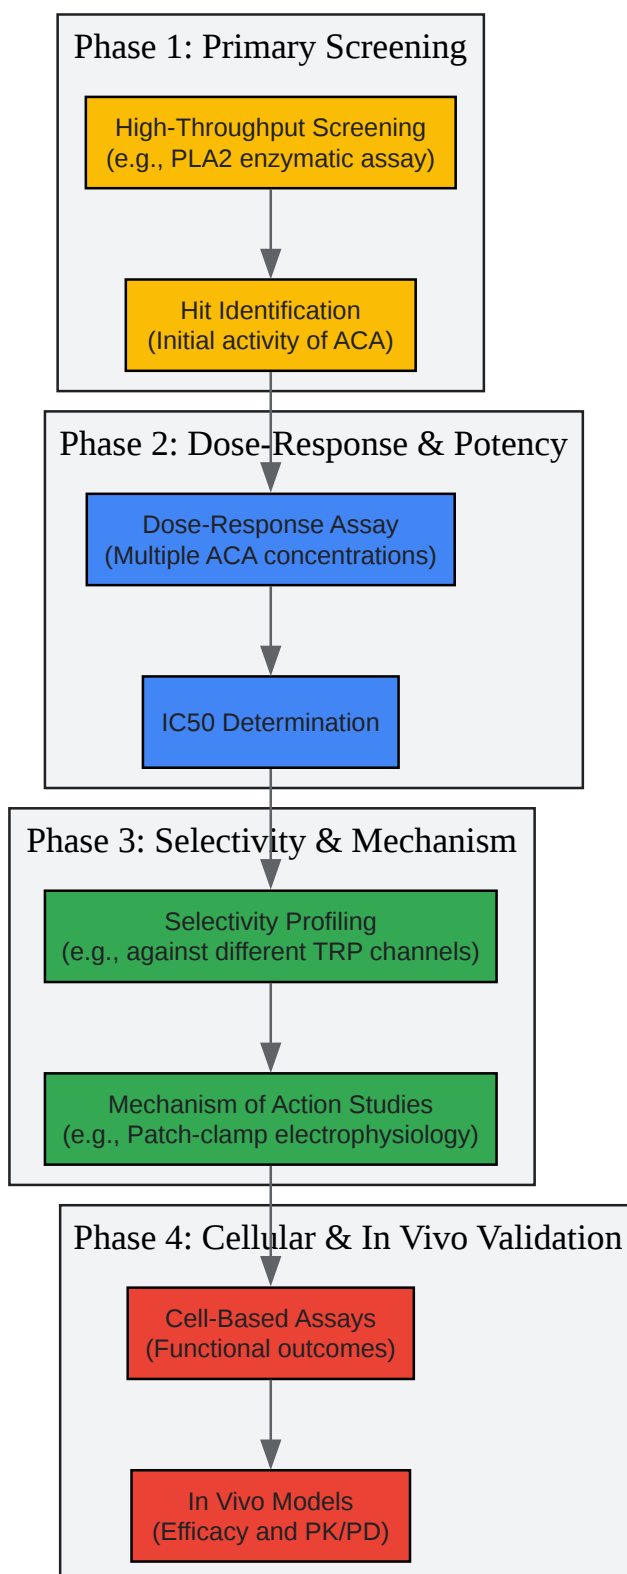 Phase 1: Primary Screening
High-Throughput Screening
(e.g., PLA2 enzymatic assay)
Hit Identification
(Initial activity of ACA)
Phase 2: Dose-Response & Potency
Dose-Response Assay
(Multiple ACA concentrations)
IC50 Determination
Phase 3: Selectivity & Mechanism
Selectivity Profiling
(e.g., against different TRP channels)
Mechanism of Action Studies
(e.g., Patch-clamp electrophysiology)
Phase 4: Cellular & In Vivo Validation
Cell-Based Assays
(Functional outcomes)
In Vivo Models
(Efficacy and PK/PD)